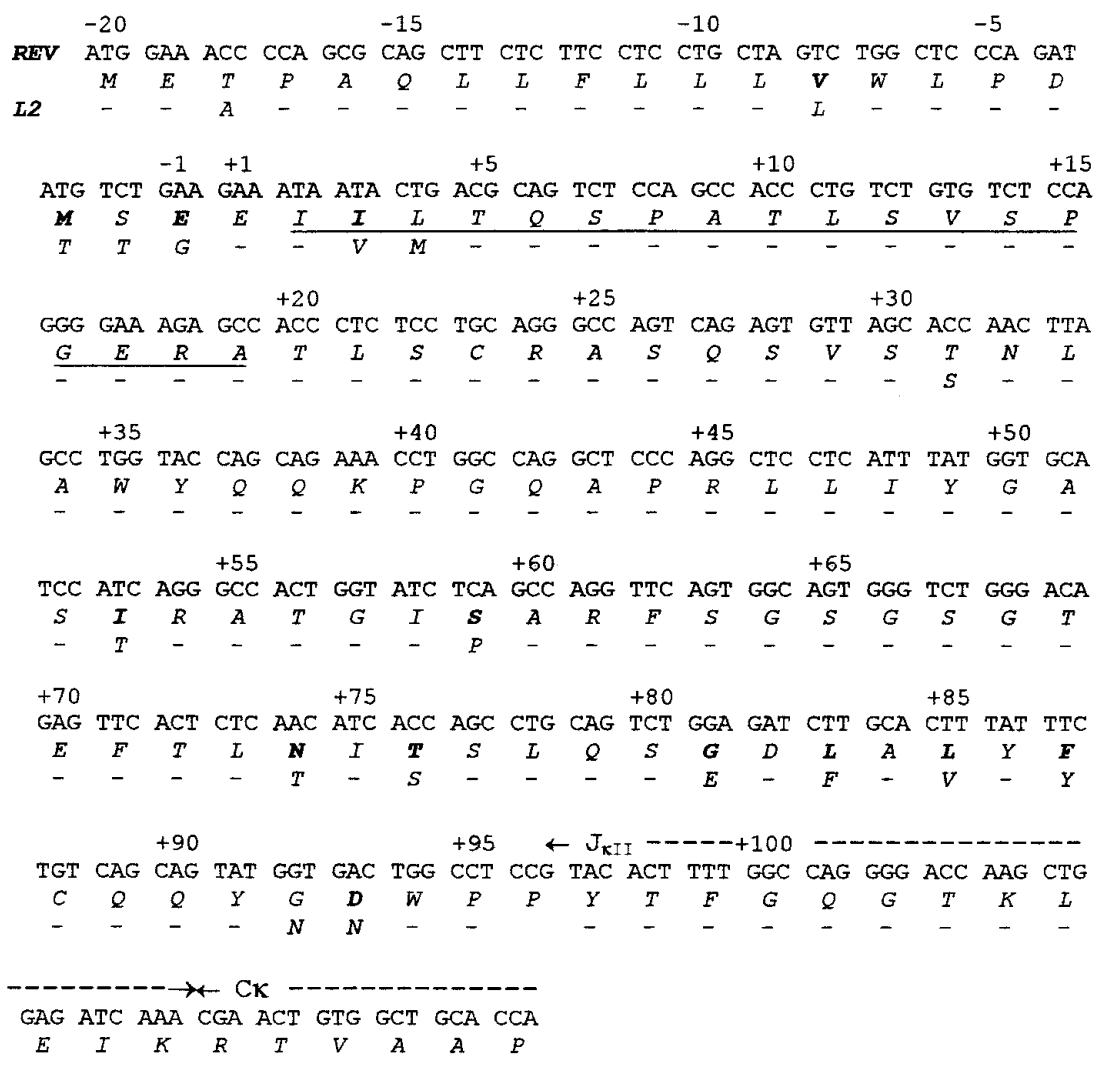 -20 -15 -10 -5
REV ATG GAA ACC CCA GCG CAG CTT CTC TTC CTC CTG CTA GTC TGG CTC CCA GAT
M E T P A Q L L F L L L V W L P D
L2 - - A - - - - - - - - - L - - - -
-1 +1 +5 +10 +15
ATG TCT GAA GAA ATA ATA CTG ACG CAG TCT CCA GCC ACC CTG TCT GTG TCT CCA
M S E E I I L T Q S P A T L S V S P
T T G - - V M - - - - - - - - - - -
+20 +25 +30
GGG GAA AGA GCC ACC CTC TCC TGC AGG GCC AGT CAG AGT GTT AGC ACC AAC TTA
G E R A T L S C R A S Q S V S T N L
- - - - - - - - - - - - - - - S - -
+35 +40 +45 +50
GCC TGG TAC CAG CAG AAA CCT GGC CAG GCT CCC AGG CTC CTC ATT TAT GGT GCA
A W Y Q Q K P G Q A P R L L I Y G A
- - - - - - - - - - - - - - - - - -
+55 +60 +65
TCC ATC AGG GCC ACT GGT ATC TCA GCC AGG TTC AGT GGC AGT GGG TCT GGG ACA
S I R A T G I S A R F S G S G S G T
- T - - - - - P - - - - - - - - - -
+70 +75 +80 +85
GAG TTC ACT CTC AAC ATC ACC AGC CTG CAG TCT GGA GAT CTT GCA CTT TAT TTC
E F T L N I T S L Q S G D L A L Y F
- - - - T - S - - - - E - F - V - Y
+90 +95 ← JκII -----+100 ---------------
TGT CAG CAG TAT GGT GAC TGG CCT CCG TAC ACT TTT GGC CAG GGG ACC AAG CTG
C Q Q Y G D W P P Y T F G Q G T K L
- - - - N N - - - - - - - - - - - -
----------→← Cκ --------------
GAG ATC AAA CGA ACT GTG GCT GCA CCA
E I K R T V A A P